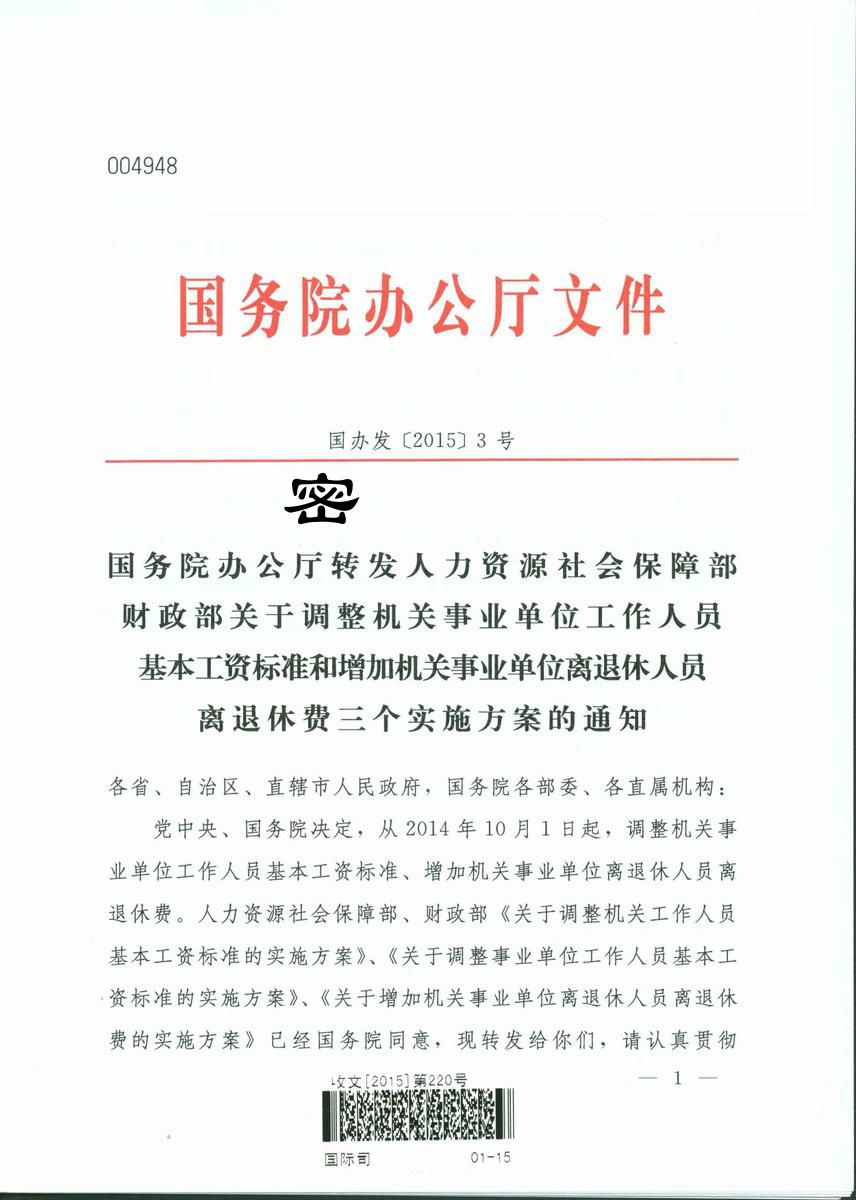 004948
国务院办公厅文件
国办发〔2015〕3号
密
国务院办公厅转发人力资源社会保障部
财政部关于调整机关事业单位工作人员
基本工资标准和增加机关事业单位离退休人员
离退休费三个实施方案的通知
各省、自治区、直辖市人民政府，国务院各部委、各直属机构：
党中央、国务院决定，从2014年10月1日起，调整机关事
业单位工作人员基本工资标准、增加机关事业单位离退休人员离
退休费。人力资源社会保障部、财政部《关于调整机关工作人员
基本工资标准的实施方案》、《关于调整事业单位工作人员基本工
资标准的实施方案》、《关于增加机关事业单位离退休人员离退休
费的实施方案》已经国务院同意，现转发给你们，请认真贯彻
— 1 —
收文[2015]第220号
国际司 01-15